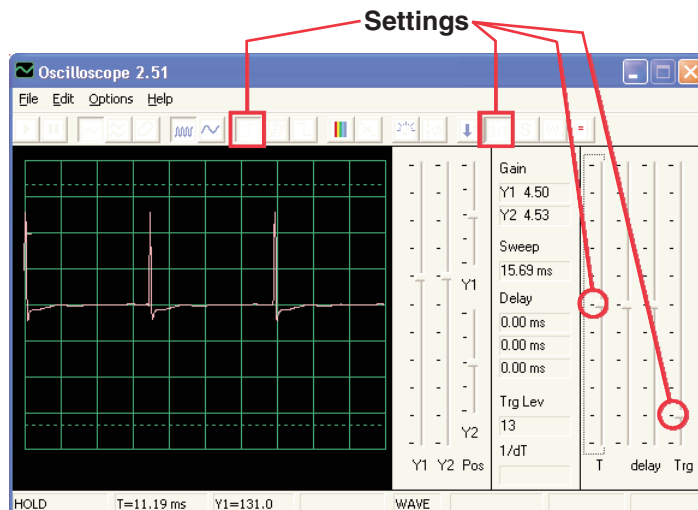 Settings
Oscilloscope 2.51
File Edit Options Help
Gain
Y1 4.50
Y2 4.53
Sweep
15.69 ms
Delay
0.00 ms
0.00 ms
0.00 ms
Trg Lev
13
1/dT
Y1
Y2
Y1 Y2 Pos
T delay Trg
HOLD T=11.19 ms Y1=131.0 WAVE